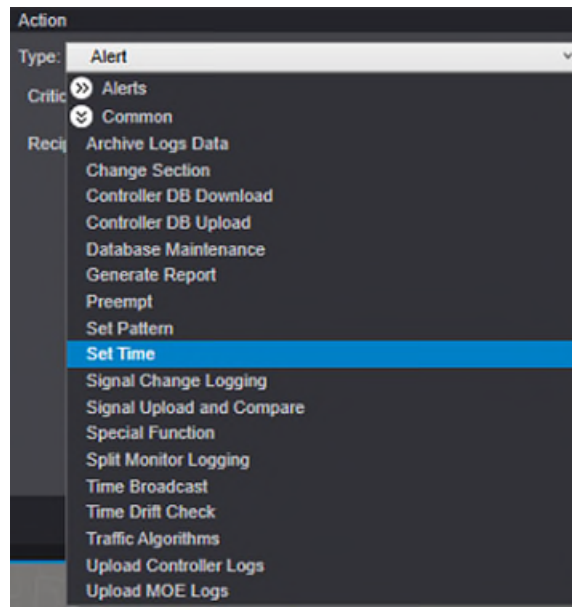 Action
Type: Alert
Critic
Alerts
Common
Recip
Archive Logs Data
Change Section
Controller DB Download
Controller DB Upload
Database Maintenance
Generate Report
Preempt
Set Pattern
Set Time
Signal Change Logging
Signal Upload and Compare
Special Function
Split Monitor Logging
Time Broadcast
Time Drift Check
Traffic Algorithms
Upload Controller Logs
Upload MOE Logs